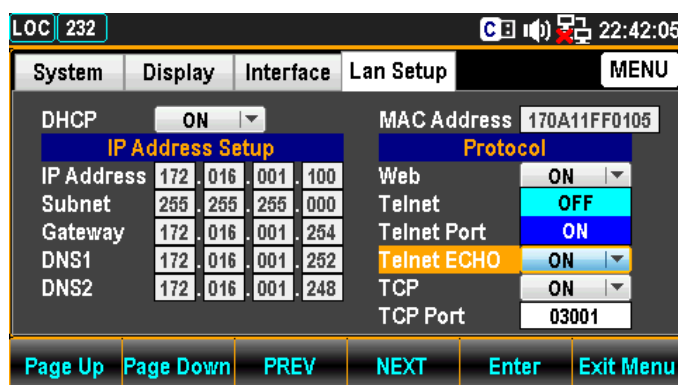 LOC 232 C 22:42:05
System Display Interface Lan Setup MENU
DHCP ON
IP Address Setup
IP Address 172 . 016 . 001 . 100
Subnet 255 . 255 . 255 . 000
Gateway 172 . 016 . 001 . 254
DNS1 172 . 016 . 001 . 252
DNS2 172 . 016 . 001 . 248
MAC Address 170A11FF0105
Protocol
Web ON
Telnet OFF
Telnet Port ON
Telnet ECHO ON
TCP ON
TCP Port 03001
Page Up Page Down PREV NEXT Enter Exit Menu